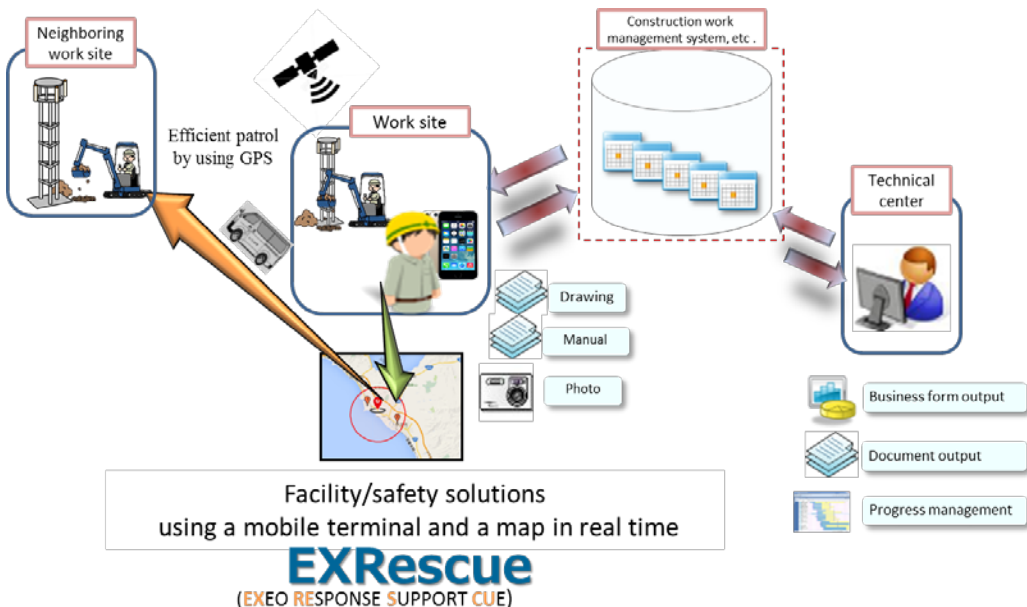 Neighboring
work site
Construction work
management system, etc .
Efficient patrol
by using GPS
Work site
Technical
center
Drawing
Manual
Photo
Business form output
Document output
Progress management
Facility/safety solutions
using a mobile terminal and a map in real time
EXRescue
(EXEO RESPONSE SUPPORT CUE)